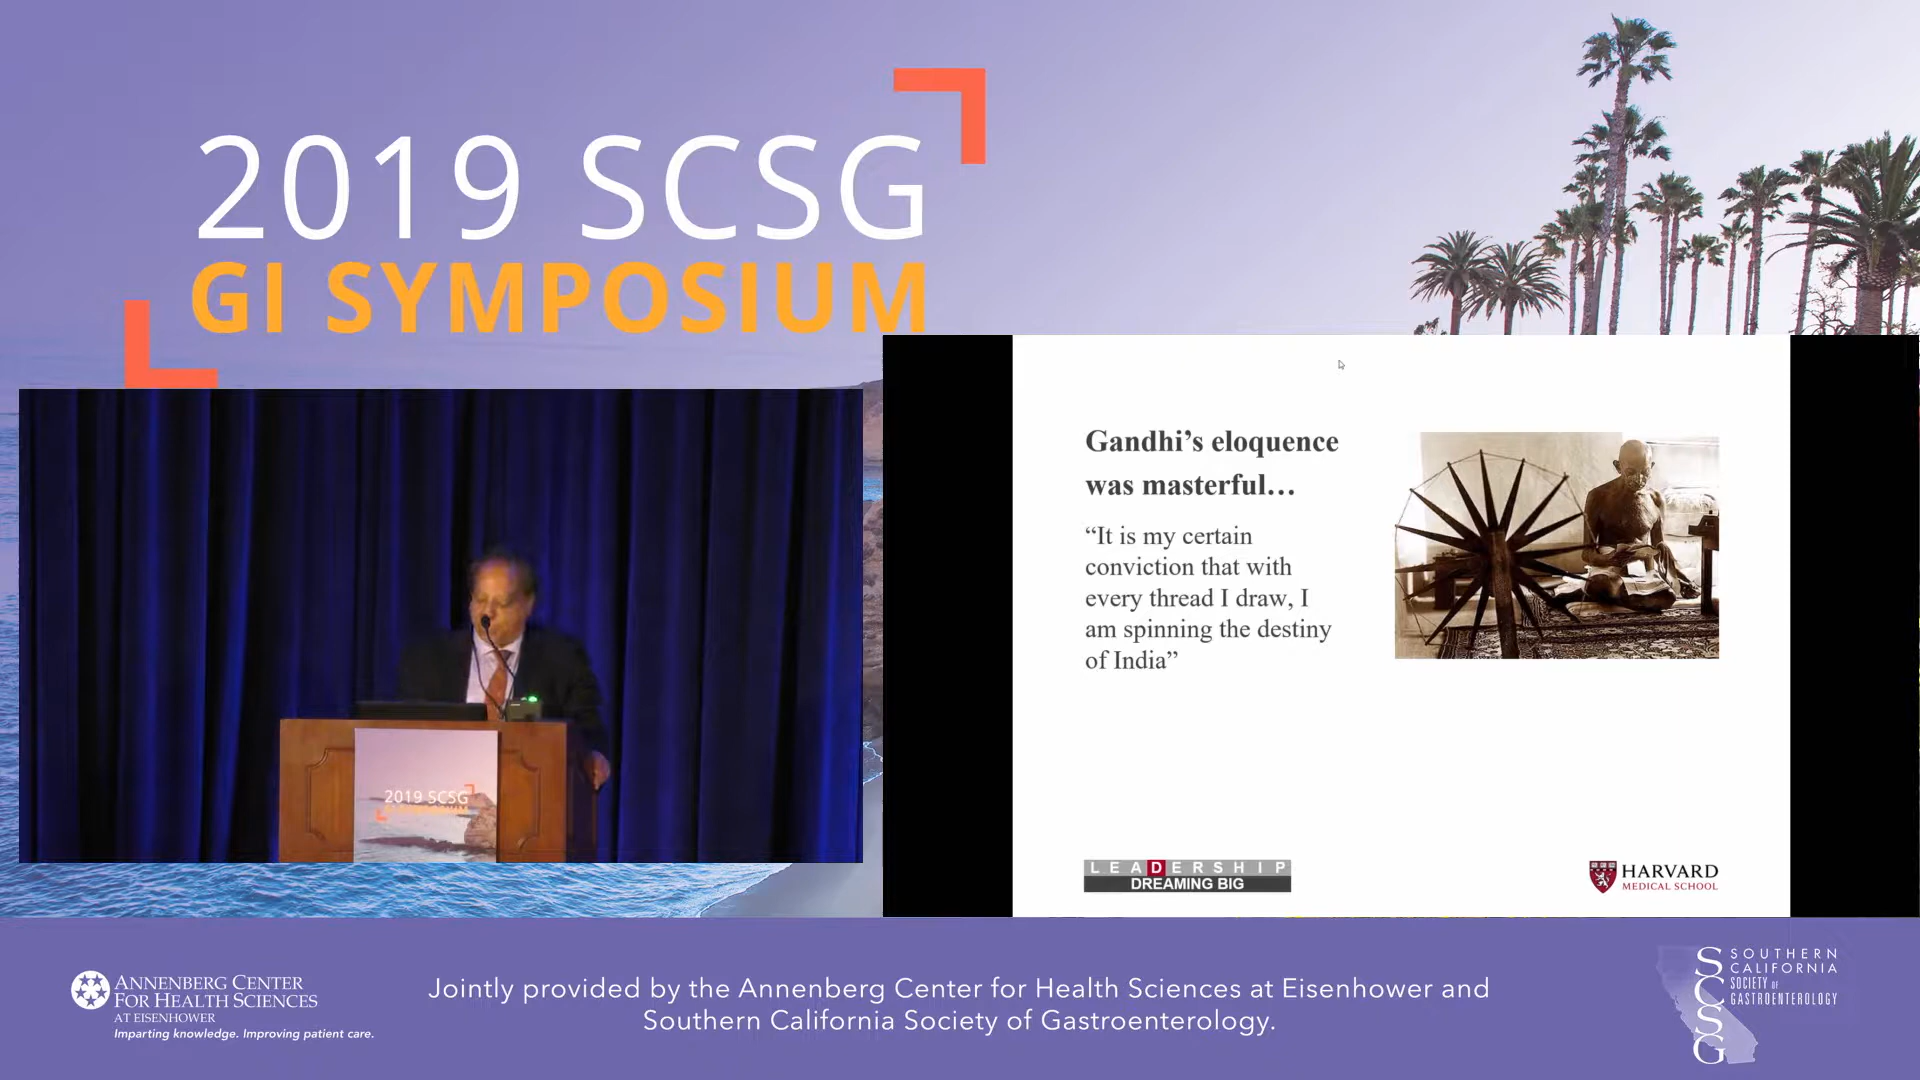 2019 SCSG
GI SYMPOSIUM
Gandhi’s eloquence
was masterful…
“It is my certain
conviction that with
every thread I draw, I
am spinning the destiny
of India”
LEADERSHIP
DREAMING BIG
HARVARD
MEDICAL SCHOOL
2019 SCSG
ANNENBERG CENTER
FOR HEALTH SCIENCES
AT EISENHOWER
Imparting knowledge. Improving patient care.
Jointly provided by the Annenberg Center for Health Sciences at Eisenhower and
Southern California Society of Gastroenterology.
SCSG
SOUTHERN
CALIFORNIA
SOCIETY OF
GASTROENTEROLOGY